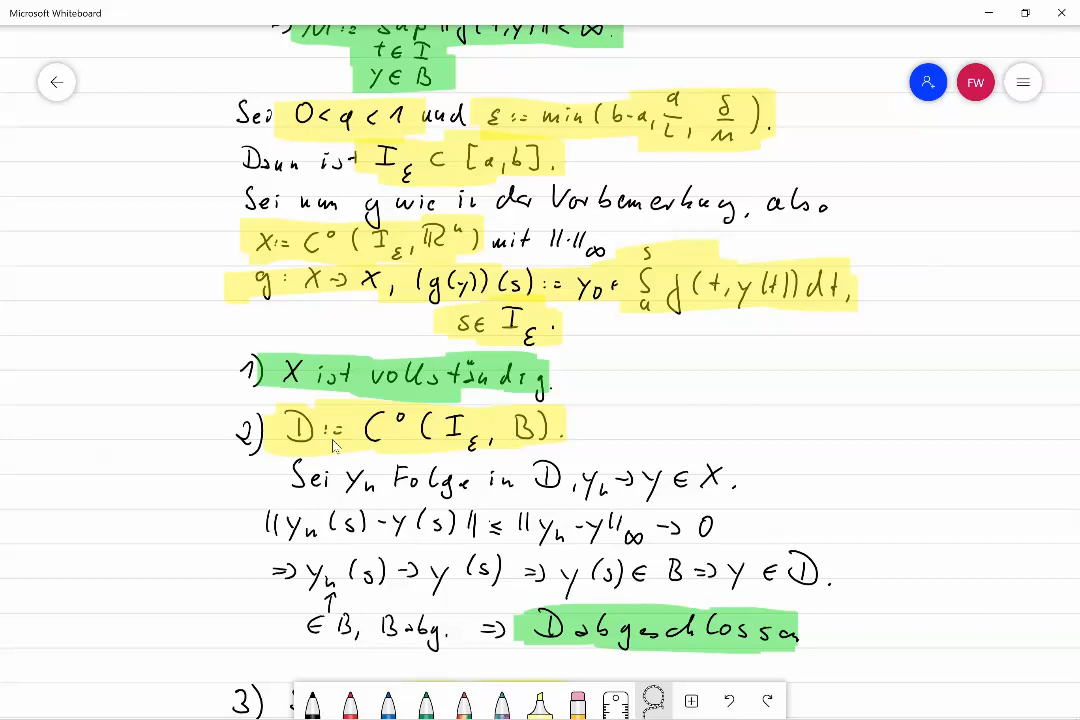 Microsoft Whiteboard
t ∈ I
y ∈ B
FW
Sei 0 < q < 1 und ε := min(b-a, q/L, δ/M).
Dann ist I_ε ⊂ [a,b].
Sei nun g wie in der Vorbemerkung, also
X := C⁰(I_ε, ℝⁿ) mit ||·||_∞
g : X → X, (g(y))(s) := y₀ + ∫_a^s f(t, y(t)) dt,
s ∈ I_ε.
1) X ist vollständig.
2) D := C⁰(I_ε, B).
Sei yₙ Folge in D, yₙ → y ∈ X.
||yₙ(s) - y(s)|| ≤ ||yₙ - y||_∞ → 0
⇒ yₙ(s) → y(s) ⇒ y(s) ∈ B ⇒ y ∈ D.
↑
∈ B, B abg. ⇒ D abgeschlossen
3)